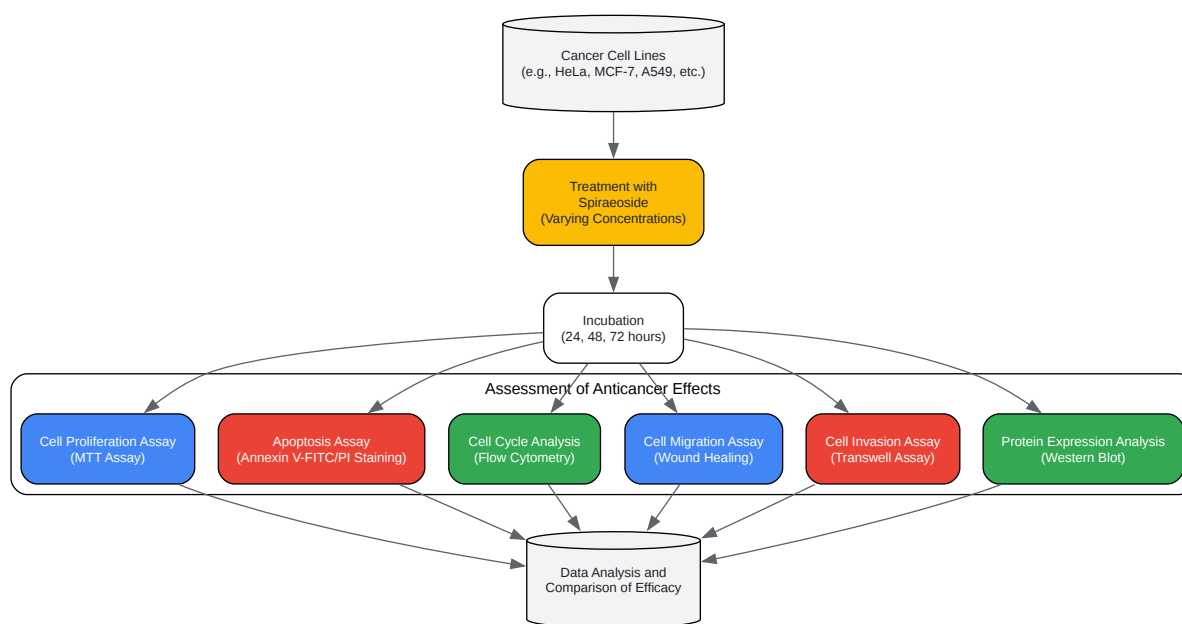 Cancer Cell Lines
(e.g., HeLa, MCF-7, A549, etc.)
Treatment with
Spiraeoside
(Varying Concentrations)
Incubation
(24, 48, 72 hours)
Assessment of Anticancer Effects
Cell Proliferation Assay
(MTT Assay)
Apoptosis Assay
(Annexin V-FITC/PI Staining)
Cell Cycle Analysis
(Flow Cytometry)
Cell Migration Assay
(Wound Healing)
Cell Invasion Assay
(Transwell Assay)
Protein Expression Analysis
(Western Blot)
Data Analysis and
Comparison of Efficacy